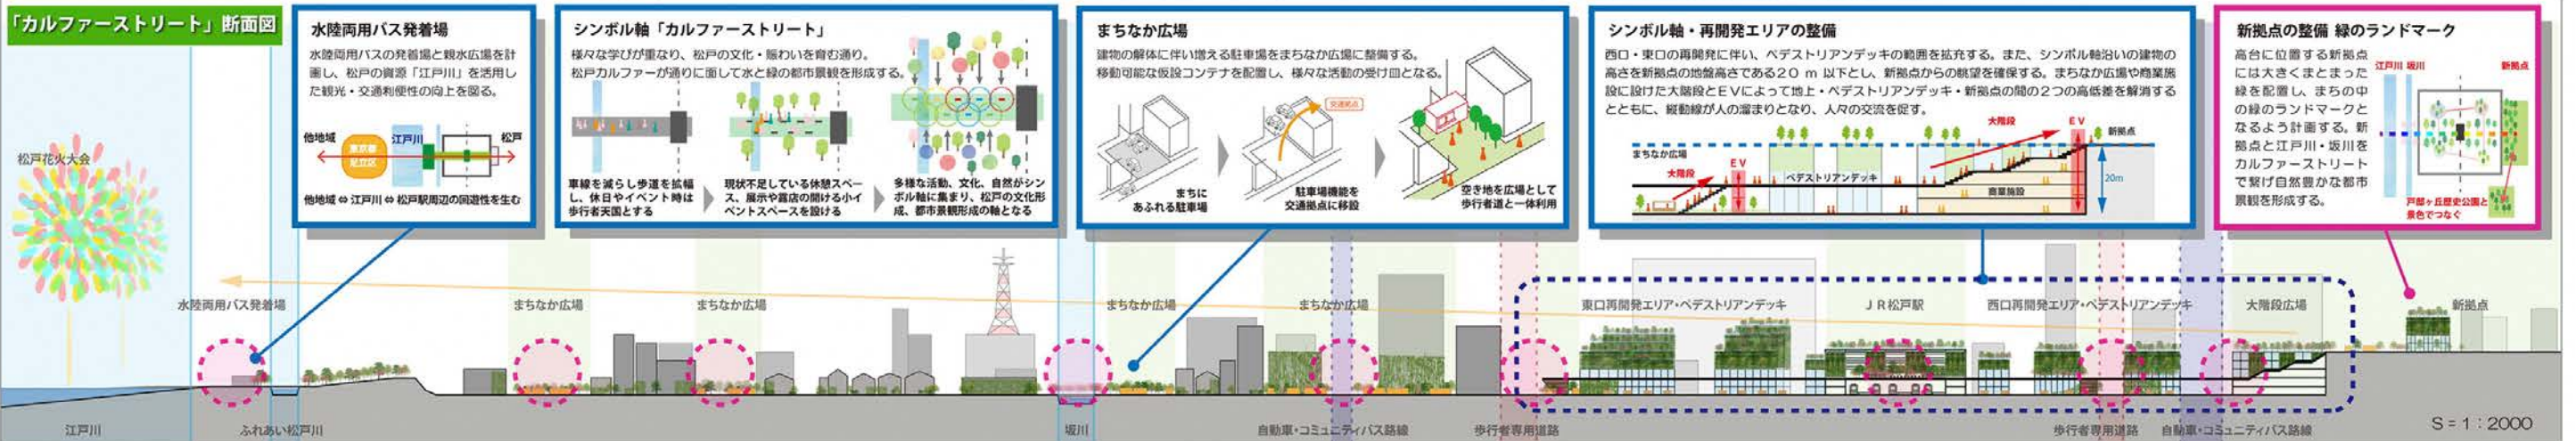 「カルファーストリート」断面図
水陸両用バス発着場
水陸両用バスの発着場と親水広場を計
画し、松戸の資源「江戸川」を活用し
た観光・交通利便性の向上を図る。
他地域
東京都
足立区
江戸川
松戸
他地域⇔江戸川⇔松戸駅周辺の回遊性を生む
シンボル軸「カルファーストリート」
様々な学びが重なり、松戸の文化・賑わいを育む通り。
松戸カルファーが通りに面して水と緑の都市景観を形成する。
車線を減らし歩道を拡幅
し、休日やイベント時は
歩行者天国とする
現状不足している休憩スペー
ス、展示や露店の開ける小イ
ベントスペースを設ける
多様な活動、文化、自然がシン
ボル軸に集まり、松戸の文化形
成、都市景観形成の軸となる
まちなか広場
建物の解体に伴い増える駐車場をまちなか広場に整備する。
移動可能な仮設コンテナを配置し、様々な活動の受け皿となる。
まちに
あふれる駐車場
交通拠点
駐車場機能を
交通拠点に移設
空き地を広場として
歩行者道と一体利用
シンボル軸・再開発エリアの整備
西口・東口の再開発に伴い、ペデストリアンデッキの範囲を拡充する。また、シンボル軸沿いの建物の
高さを新拠点の地盤高さである２０ｍ以下とし、新拠点からの眺望を確保する。まちなか広場や商業施
設に設けた大階段とＥＶによって地上・ペデストリアンデッキ・新拠点の間の２つの高低差を解消する
とともに、縦動線が人の溜まりとなり、人々の交流を促す。
まちなか広場
大階段
ＥＶ
ペデストリアンデッキ
大階段
商業施設
ＥＶ
新拠点
20m
新拠点の整備 緑のランドマーク
高台に位置する新拠点
には大きくまとまった
緑を配置し、まちの中
の緑のランドマークと
なるよう計画する。新
拠点と江戸川・坂川を
カルファーストリート
で繋げ自然豊かな都市
景観を形成する。
江戸川 坂川
新拠点
戸部ヶ丘歴史公園と
景色でつなぐ
松戸花火大会
水陸両用バス発着場
まちなか広場
まちなか広場
まちなか広場
まちなか広場
東口再開発エリア・ペデストリアンデッキ
ＪＲ松戸駅
西口再開発エリア・ペデストリアンデッキ
大階段広場
新拠点
江戸川
ふれあい松戸川
坂川
自動車・コミュニティバス路線
歩行者専用道路
歩行者専用道路
自動車・コミュニティバス路線
S＝1：2000